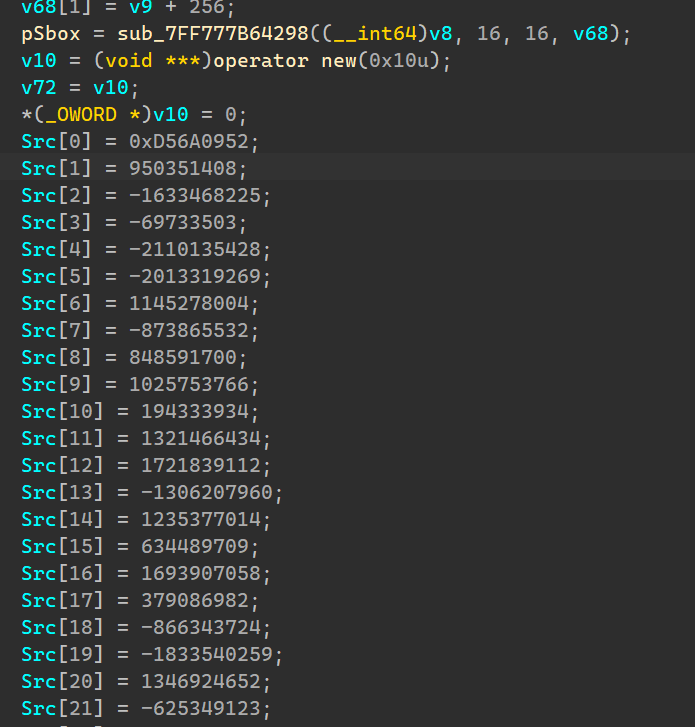 v68[1] = v9 + 256;
pSbox = sub_7FF777B64298((__int64)v8, 16, 16, v68);
v10 = (void ***)operator new(0x10u);
v72 = v10;
*(_OWORD *)v10 = 0;
Src[0] = 0xD56A0952;
Src[1] = 950351408;
Src[2] = -1633468225;
Src[3] = -69733503;
Src[4] = -2110135428;
Src[5] = -2013319269;
Src[6] = 1145278004;
Src[7] = -873865532;
Src[8] = 848591700;
Src[9] = 1025753766;
Src[10] = 194333934;
Src[11] = 1321466434;
Src[12] = 1721839112;
Src[13] = -1306207960;
Src[14] = 1235377014;
Src[15] = 634489709;
Src[16] = 1693907058;
Src[17] = 379086982;
Src[18] = -866343724;
Src[19] = -1833540259;
Src[20] = 1346924652;
Src[21] = -625349123;